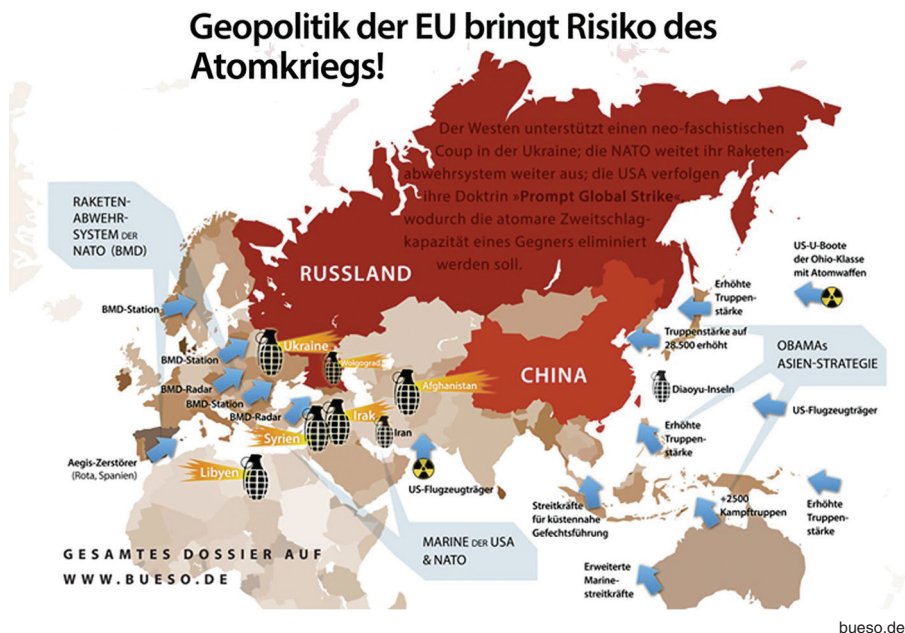 Geopolitik der EU bringt Risiko des
Atomkriegs!
Der Westen unterstützt einen neo-faschistischen
Coup in der Ukraine; die NATO weitet ihr Raketen-
abwehrsystem weiter aus; die USA verfolgen
ihre Doktrin »Prompt Global Strike«,
wodurch die atomare Zweitschlag-
kapazität eines Gegners eliminiert
werden soll.
RAKETEN-
ABWEHR-
SYSTEM DER
NATO (BMD)
RUSSLAND
US-U-Boote
der Ohio-Klasse
mit Atomwaffen
Erhöhte
Truppen-
stärke
BMD-Station
Truppenstärke auf
28.500 erhöht
OBAMAs
ASIEN-STRATEGIE
Ukraine
BMD-Station
Wolgograd
BMD-Radar
Afghanistan
CHINA
Diaoyu-Inseln
BMD-Station
BMD-Radar
Irak
US-Flugzeugträger
Syrien
Iran
Erhöhte
Truppen-
stärke
Aegis-Zerstörer
(Rota, Spanien)
Libyen
US-Flugzeugträger
Streitkräfte
für küstennahe
Gefechtsführung
+2500
Kampftruppen
Erhöhte
Truppen-
stärke
MARINE DER USA
& NATO
GESAMTES DOSSIER AUF
WWW.BUESO.DE
Erweiterte
Marine-
streitkräfte
bueso.de